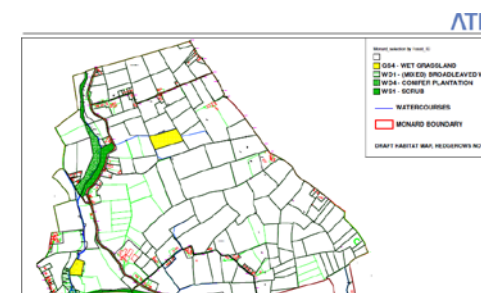 GS4 - WET GRASSLAND
WD1 - (MIXED) BROADLEAVED
WD4 - CONIFER PLANTATION
WS1 - SCRUB
WATERCOURSES
MONARD BOUNDARY
DRAFT HABITAT MAP, HEDGEROWS NO